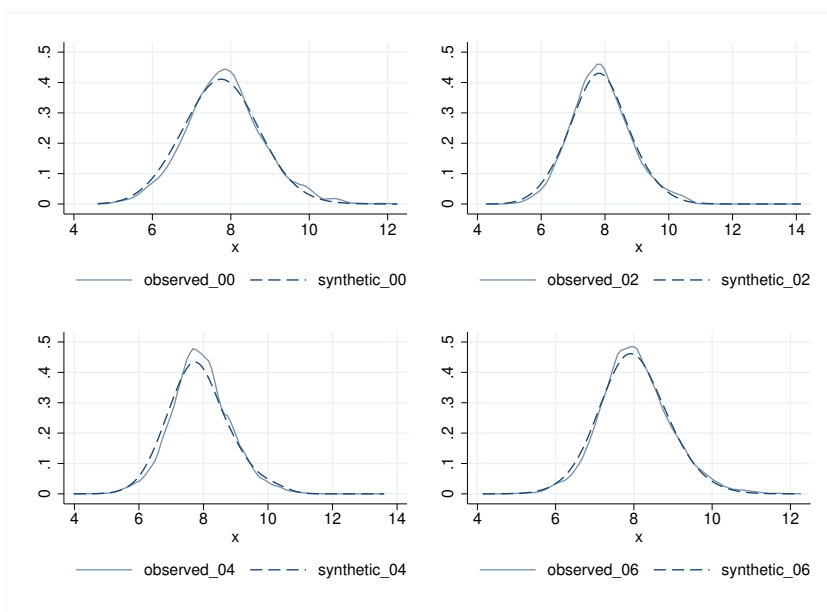 .5
.4
.3
.2
.1
0
4 6 8 10 12
x
observed_00 synthetic_00
.5
.4
.3
.2
.1
0
4 6 8 10 12 14
x
observed_02 synthetic_02
.5
.4
.3
.2
.1
0
4 6 8 10 12 14
x
observed_04 synthetic_04
.5
.4
.3
.2
.1
0
4 6 8 10 12
x
observed_06 synthetic_06